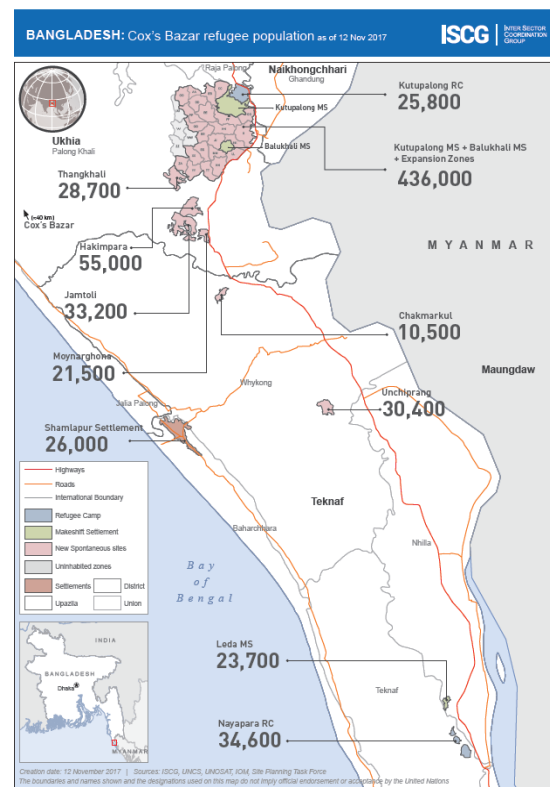 BANGLADESH: Cox's Bazar refugee population as of 12 Nov 2017
ISCG
INTER SECTOR
COORDINATION
GROUP
Raja Palong
Naikhongchhari
Ghandung
Kutupalong MS
Kutupalong RC
25,800
Ukhia
Palong Khali
Balukhali MS
Kutupalong MS + Balukhali MS
+ Expansion Zones
436,000
Thangkhali
28,700
(≈40 km)
Cox's Bazar
Hakimpara
55,000
MYANMAR
Jamtoli
33,200
Chakmarkul
10,500
Moynarghona
21,500
Maungdaw
Whykong
Unchiprang
30,400
Jalia Palong
Shamlapur Settlement
26,000
Highways
Roads
International Boundary
Refugee Camp
Makeshift Settlement
New Spontaneous sites
Uninhabited zones
Settlements
District
Upazila
Union
Teknaf
Baharchhara
Nhilla
Bay
of
Bengal
INDIA
BANGLADESH
Dhaka
MYANMAR
Leda MS
23,700
Teknaf
Nayapara RC
34,600
Creation date: 12 November 2017 | Sources: ISCG, UNCS, UNOSAT, IOM, Site Planning Task Force
The boundaries and names shown and the designations used on this map do not imply official endorsement or acceptance by the United Nations